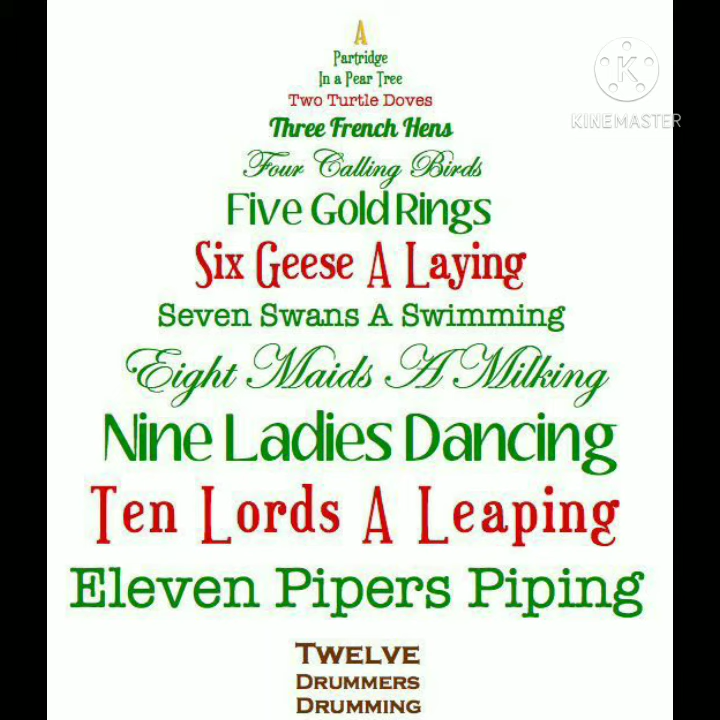 A
Partridge
In a Pear Tree
Two Turtle Doves
Three French Hens
Four Calling Birds
Five Gold Rings
Six Geese A Laying
Seven Swans A Swimming
Eight Maids A Milking
Nine Ladies Dancing
Ten Lords A Leaping
Eleven Pipers Piping
TWELVE
DRUMMERS
DRUMMING
K
KINEMASTER